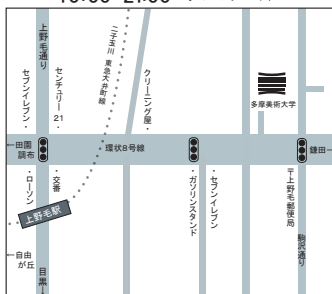 10:00-21:00
上野毛通り
二子玉川
東急大井町線
クリーニング屋・
セブンイレブン・
センチュリー21・
多摩美術大学
←田園
調布
環状8号線
鎌田→
・ローソン
・交番
・ガソリンスタンド
・セブンイレブン
〒上野毛郵便局
上野毛駅
駒沢通り
←自由
が丘
目黒→